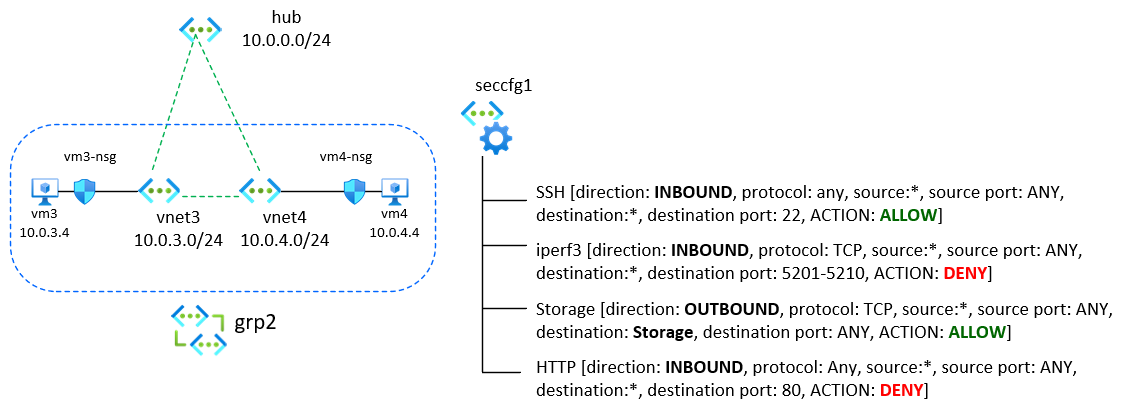 hub
10.0.0.0/24
seccfg1
vm3-nsg
vm4-nsg
vm3
10.0.3.4
vnet3
10.0.3.0/24
vnet4
10.0.4.0/24
vm4
10.0.4.4
grp2
SSH [direction: INBOUND, protocol: any, source:*, source port: ANY,
destination:*, destination port: 22, ACTION: ALLOW]
iperf3 [direction: INBOUND, protocol: TCP, source:*, source port: ANY,
destination:*, destination port: 5201-5210, ACTION: DENY]
Storage [direction: OUTBOUND, protocol: TCP, source:*, source port: ANY,
destination: Storage, destination port: ANY, ACTION: ALLOW]
HTTP [direction: INBOUND, protocol: Any, source:*, source port: ANY,
destination:*, destination port: 80, ACTION: DENY]